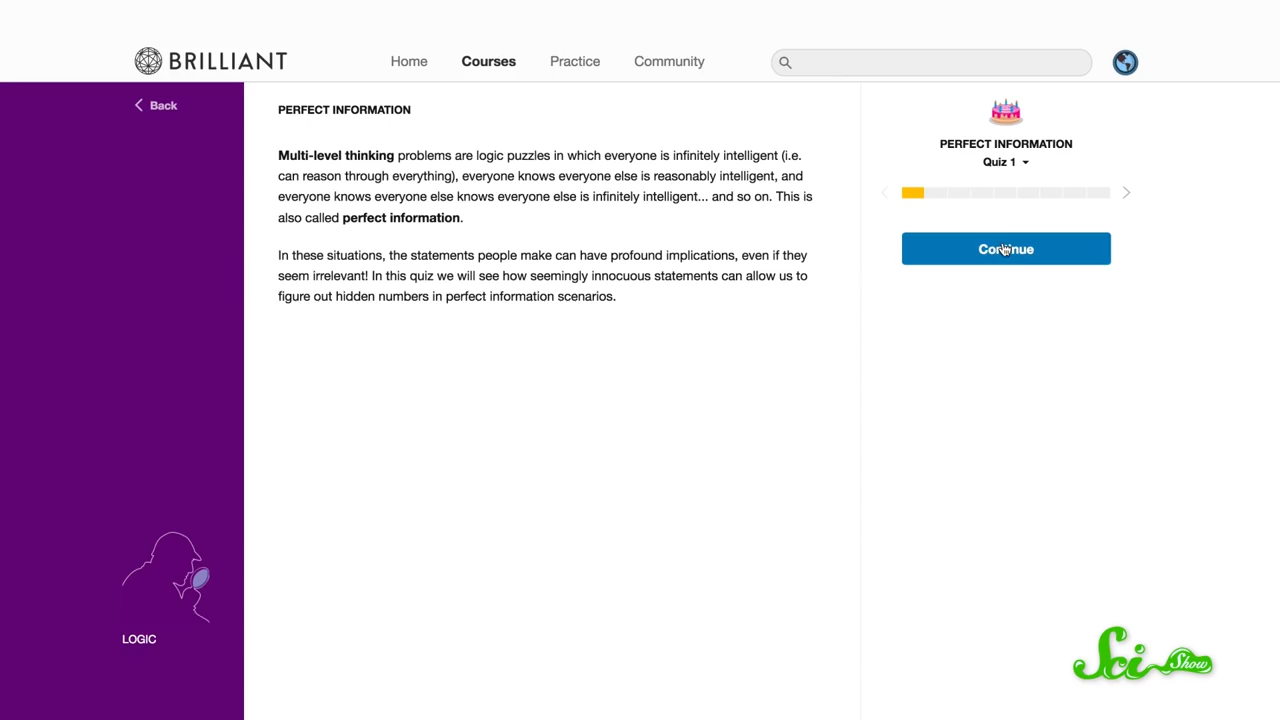 BRILLIANT
Home Courses Practice Community
Back
PERFECT INFORMATION
Multi-level thinking problems are logic puzzles in which everyone is infinitely intelligent (i.e.
can reason through everything), everyone knows everyone else is reasonably intelligent, and
everyone knows everyone else knows everyone else is infinitely intelligent... and so on. This is
also called perfect information.
In these situations, the statements people make can have profound implications, even if they
seem irrelevant! In this quiz we will see how seemingly innocuous statements can allow us to
figure out hidden numbers in perfect information scenarios.
PERFECT INFORMATION
Quiz 1
Continue
LOGIC
Sci Show